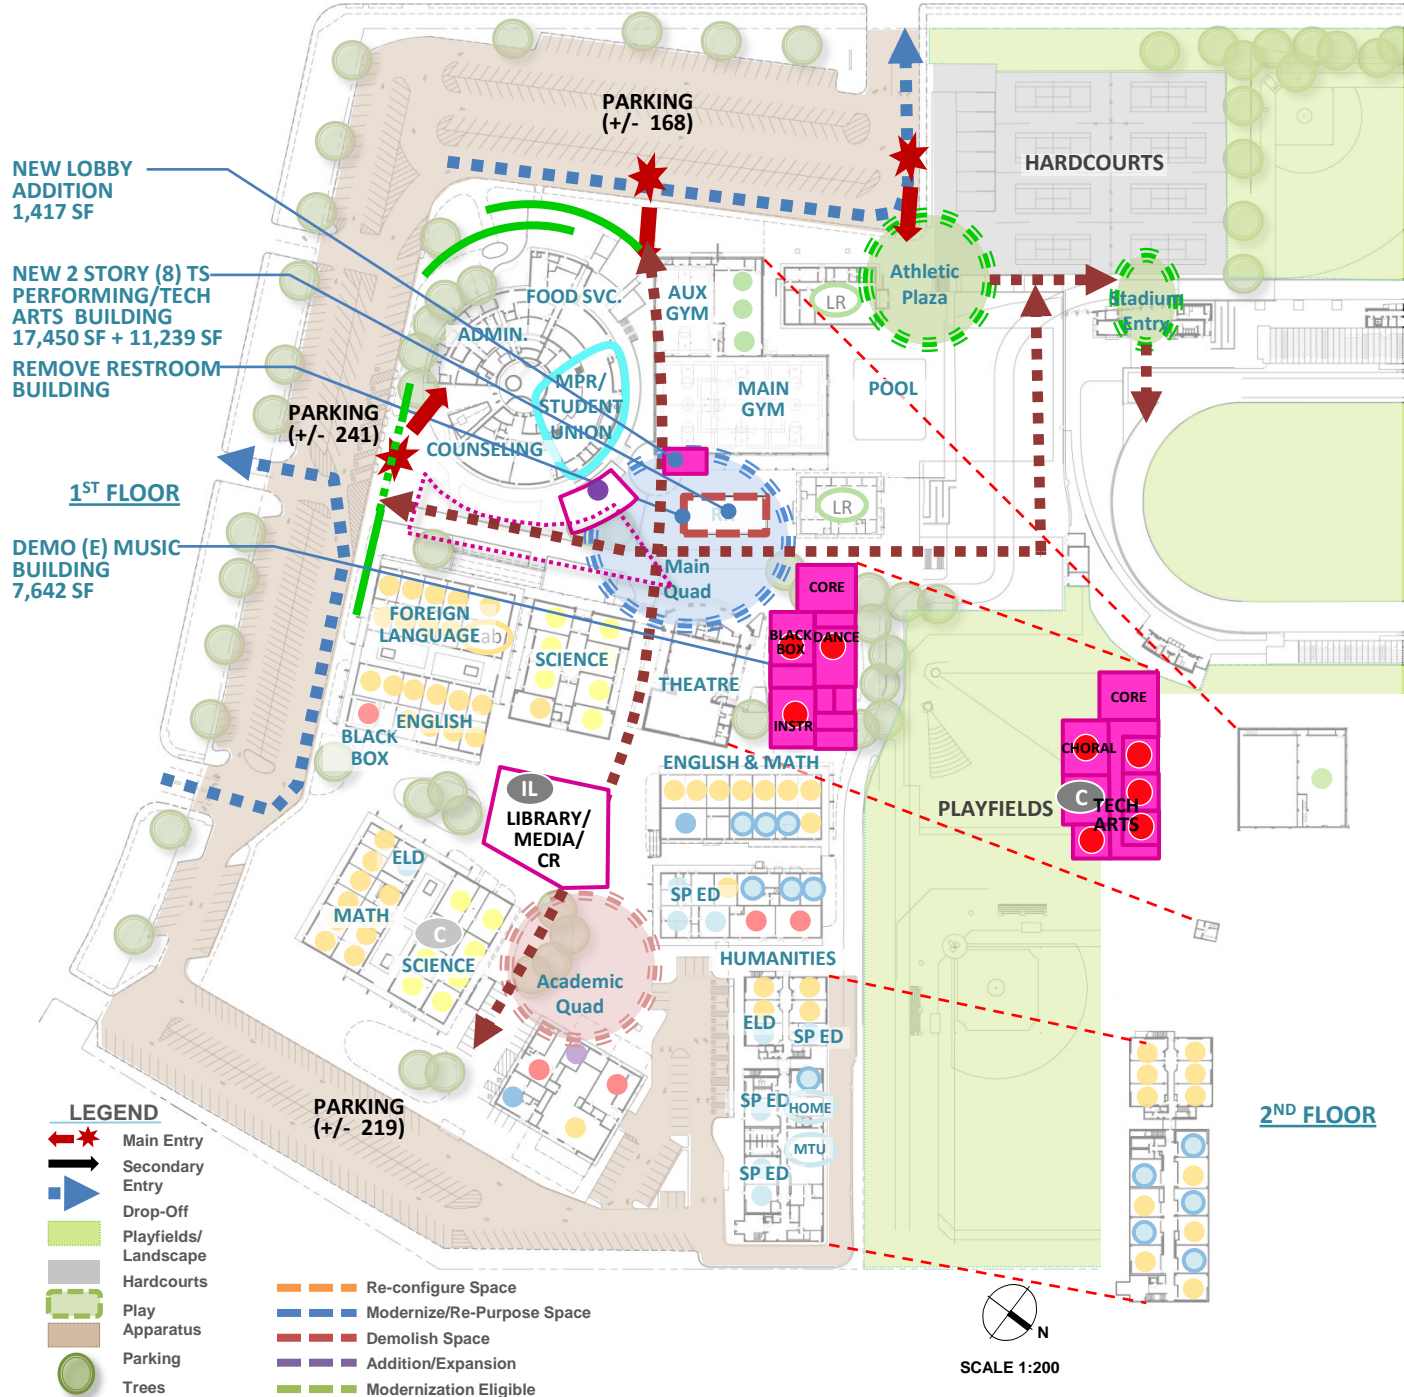 PARKING
(+/- 168)
HARDCOURTS
NEW LOBBY
ADDITION
1,417 SF
NEW 2 STORY (8) TS
PERFORMING/TECH
ARTS BUILDING
17,450 SF + 11,239 SF
REMOVE RESTROOM
BUILDING
PARKING
(+/- 241)
1ST FLOOR
DEMO (E) MUSIC
BUILDING
7,642 SF
FOOD SVC.
ADMIN.
AUX
GYM
LR
Athletic
Plaza
Stadium
Entry
MPR/
STUDENT
UNION
MAIN
GYM
POOL
COUNSELING
LR
Main
Quad
CORE
BLACK
BOX
DANCE
INSTR
FOREIGN
LANGUAGE
Lab
SCIENCE
THEATRE
ENGLISH
BLACK
BOX
ENGLISH & MATH
CORE
CHORAL
C
TECH
ARTS
PLAYFIELDS
IL
LIBRARY/
MEDIA/
CR
ELD
MATH
C
SCIENCE
SP ED
HUMANITIES
Academic
Quad
ELD
SP ED
SP ED
HOME
MTU
SP ED
PARKING
(+/- 219)
2ND FLOOR
LEGEND
Main Entry
Secondary
Entry
Drop-Off
Playfields/
Landscape
Hardcourts
Play
Apparatus
Parking
Trees
Re-configure Space
Modernize/Re-Purpose Space
Demolish Space
Addition/Expansion
Modernization Eligible
N
SCALE 1:200